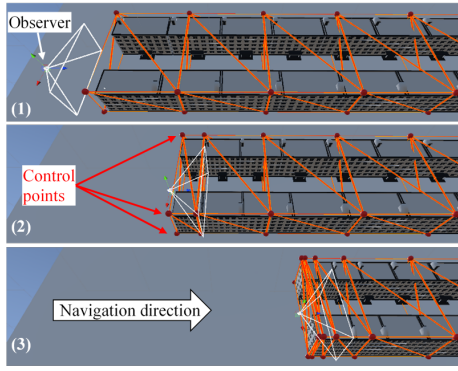 Observer
(1)
Control
points
(2)
Navigation direction
(3)